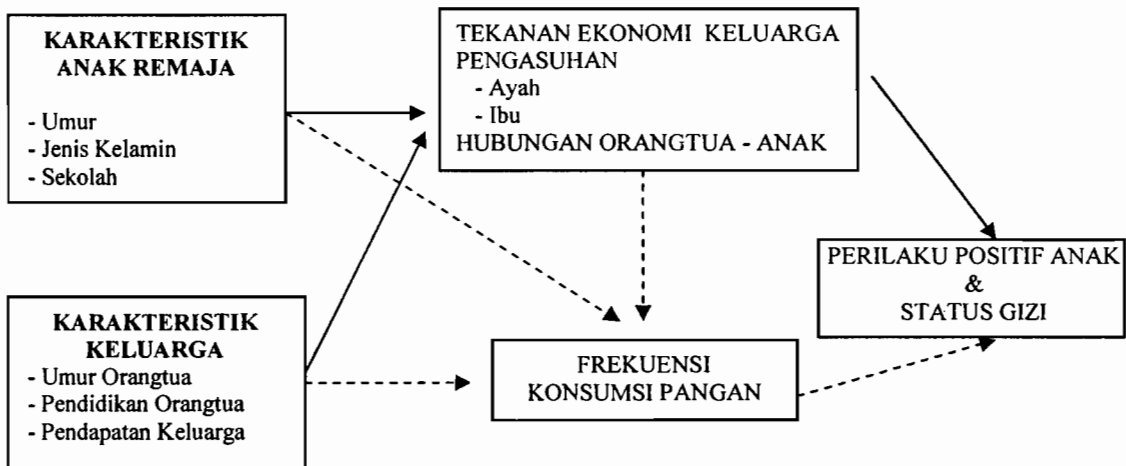 KARAKTERISTIK
ANAK REMAJA
- Umur
- Jenis Kelamin
- Sekolah
TEKANAN EKONOMI KELUARGA
PENGASUHAN
- Ayah
- Ibu
HUBUNGAN ORANGTUA - ANAK
PERILAKU POSITIF ANAK
&
STATUS GIZI
KARAKTERISTIK
KELUARGA
- Umur Orangtua
- Pendidikan Orangtua
- Pendapatan Keluarga
FREKUENSI
KONSUMSI PANGAN